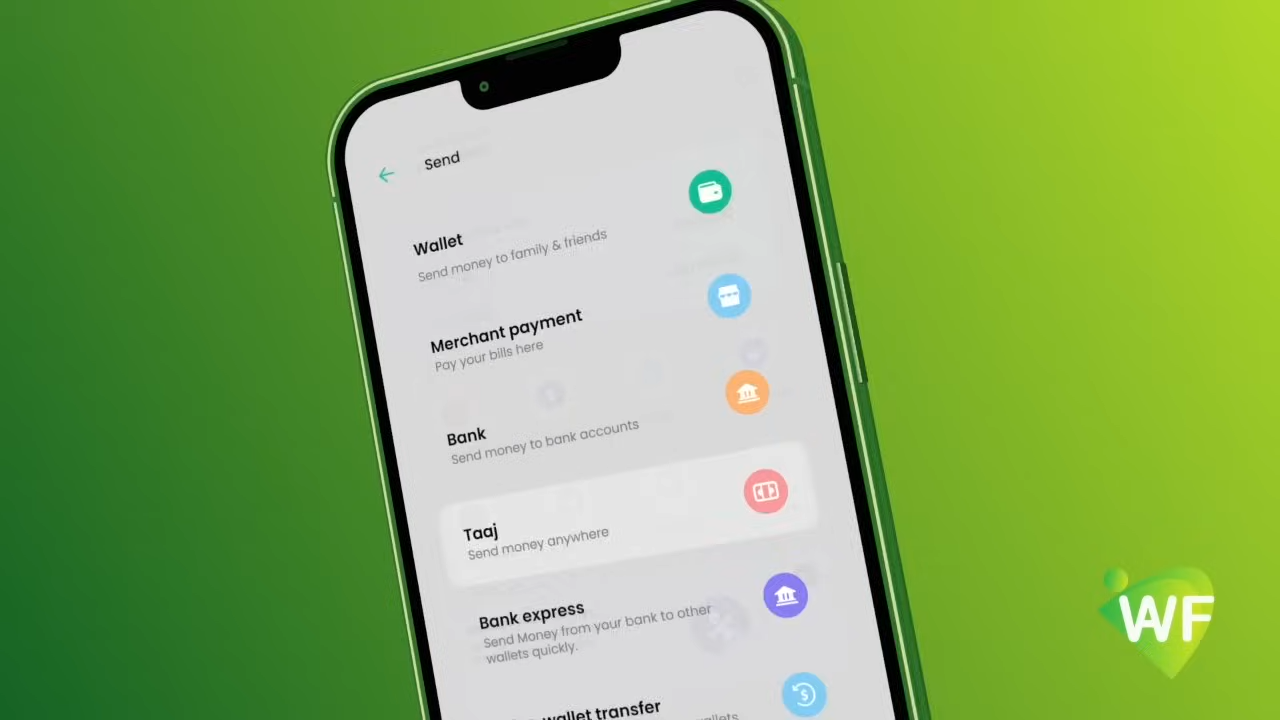 Send
Wallet
Send money to family & friends
Merchant payment
Pay your bills here
Bank
Send money to bank accounts
Taaj
Send money anywhere
Bank express
Send Money from your bank to other
wallets quickly.
wallet transfer
wallets
WF